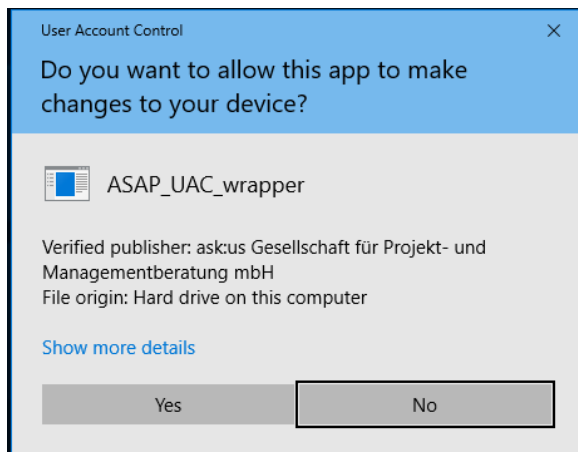 User Account Control
Do you want to allow this app to make
changes to your device?
ASAP_UAC_wrapper
Verified publisher: ask:us Gesellschaft für Projekt- und
Managementberatung mbH
File origin: Hard drive on this computer
Show more details
Yes
No